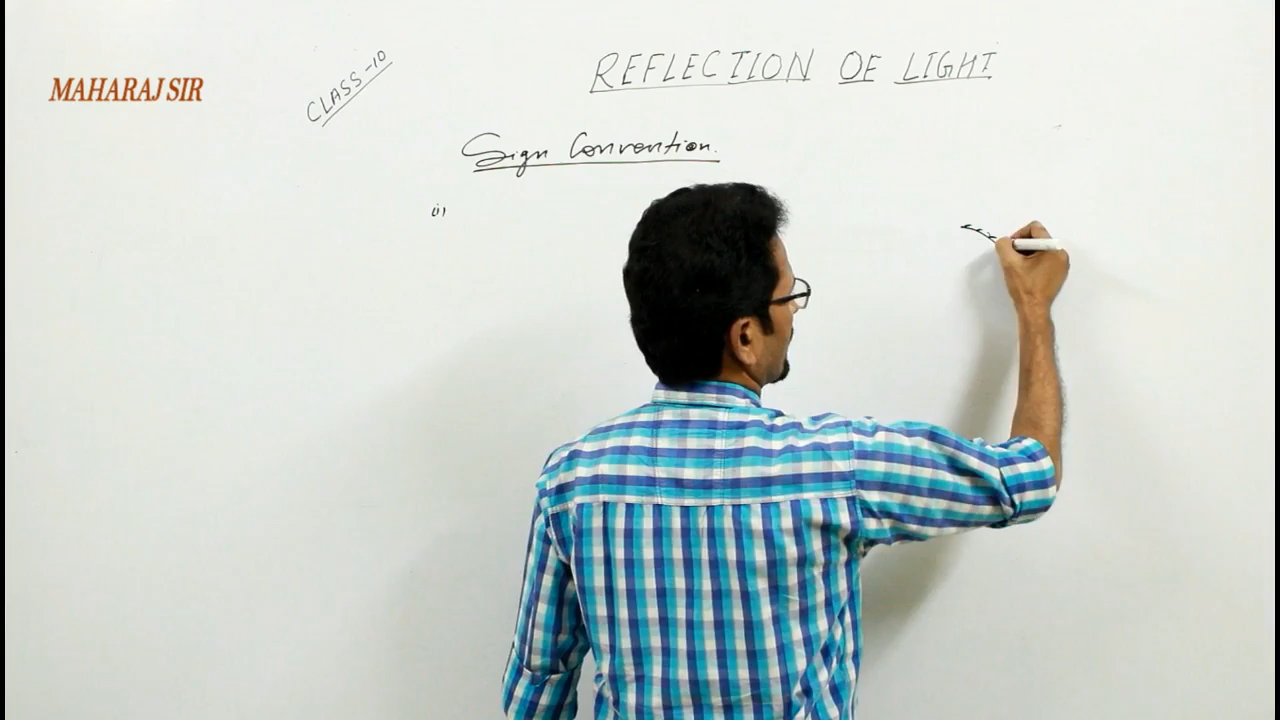 MAHARAJ SIR
CLASS-10
REFLECTION OF LIGHT
Sign Convention.
(i)